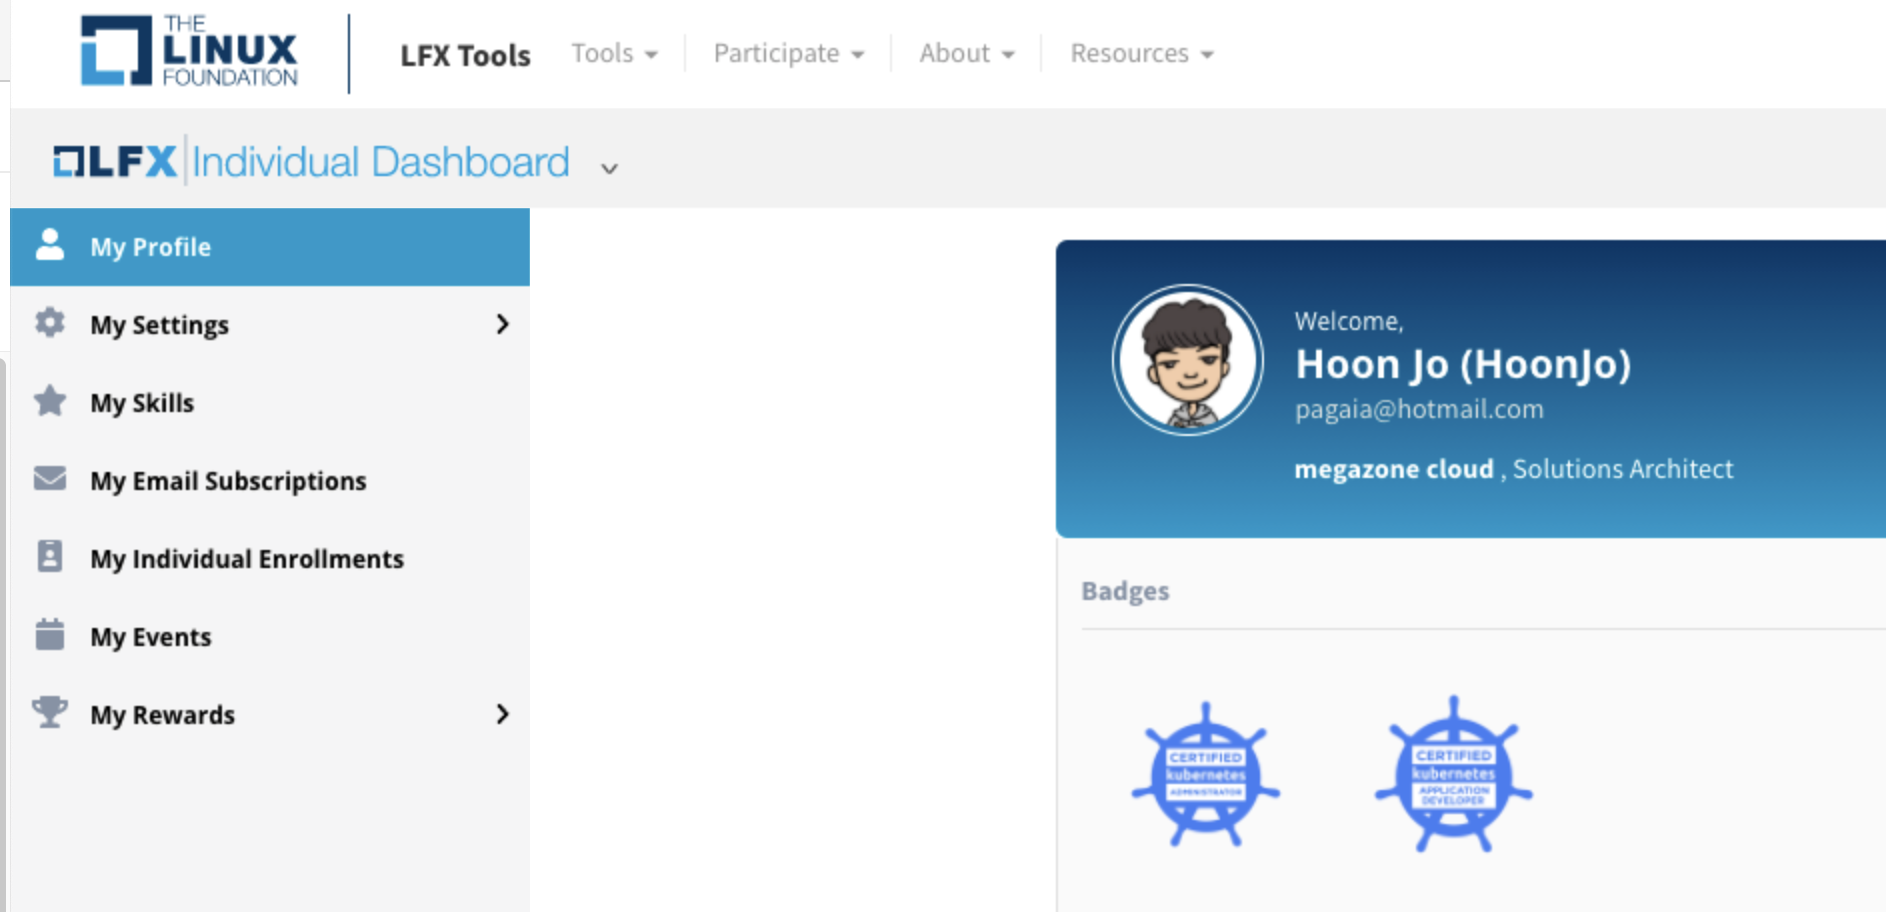 THE
LINUX
FOUNDATION
LFX Tools
Tools
Participate
About
Resources
LFX Individual Dashboard
My Profile
My Settings
My Skills
My Email Subscriptions
My Individual Enrollments
My Events
My Rewards
Welcome,
Hoon Jo (HoonJo)
pagaia@hotmail.com
megazone cloud , Solutions Architect
Badges
CERTIFIED
kubernetes
ADMINISTRATOR
CERTIFIED
kubernetes
APPLICATION
DEVELOPER